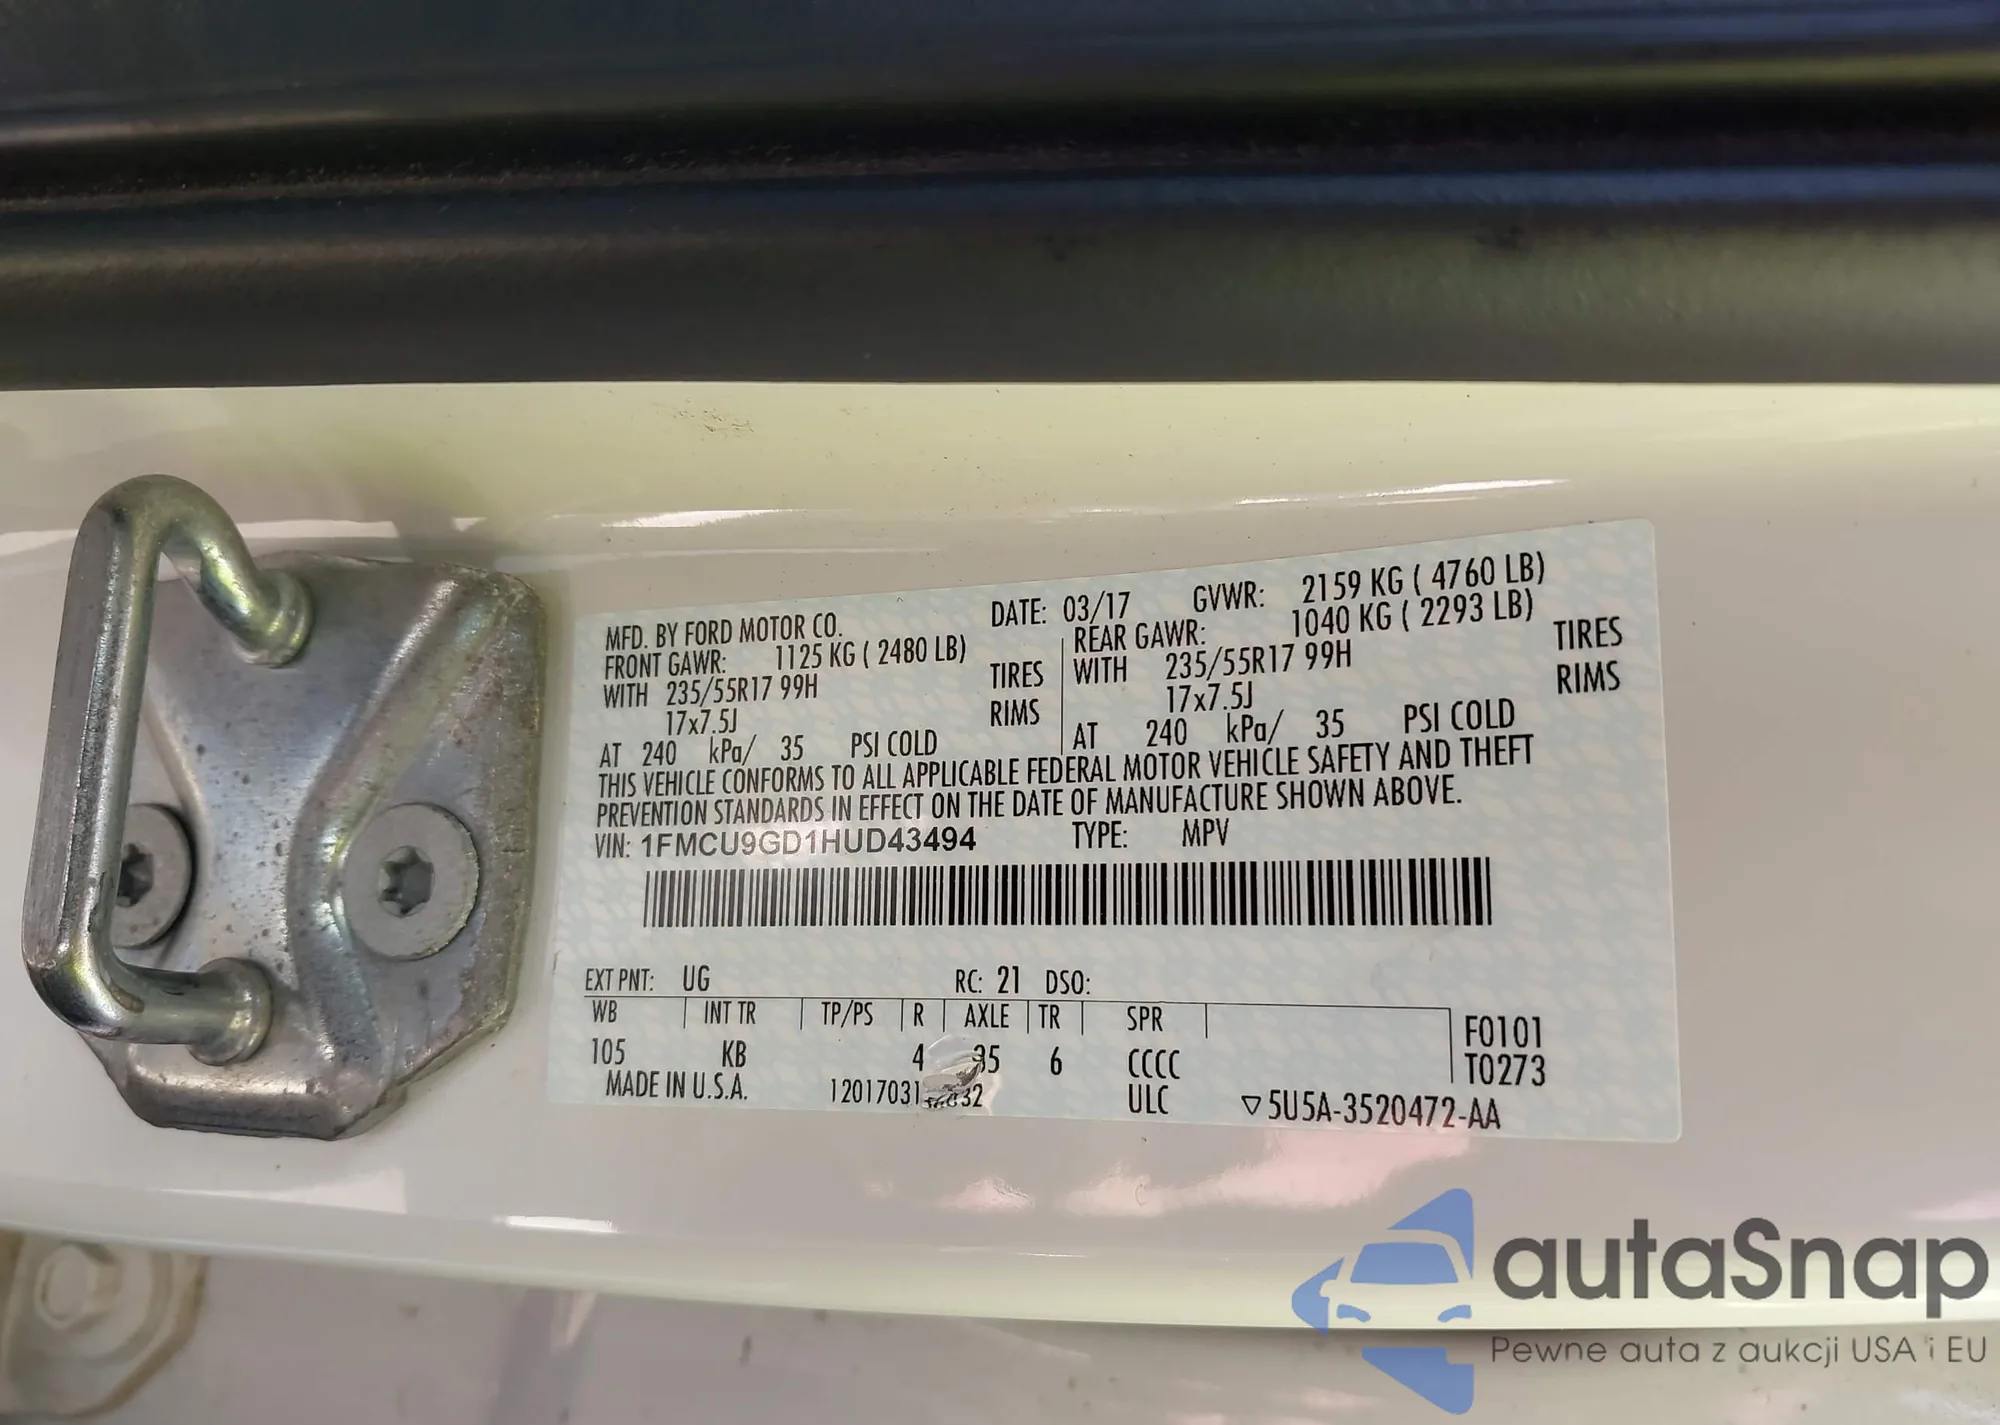 MFD. BY FORD MOTOR CO. DATE: 03/17 GVWR: 2159 KG ( 4760 LB)
FRONT GAWR: 1125 KG ( 2480 LB) REAR GAWR: 1040 KG ( 2293 LB)
WITH 235/55R17 99H TIRES WITH 235/55R17 99H TIRES
17x7.5J RIMS 17x7.5J RIMS
AT 240 kPa/ 35 PSI COLD AT 240 kPa/ 35 PSI COLD
THIS VEHICLE CONFORMS TO ALL APPLICABLE FEDERAL MOTOR VEHICLE SAFETY AND THEFT
PREVENTION STANDARDS IN EFFECT ON THE DATE OF MANUFACTURE SHOWN ABOVE.
VIN: 1FMCU9GD1HUD43494 TYPE: MPV
EXT PNT: UG RC: 21 DSO:
WB INT TR TP/PS R AXLE TR SPR F0101
105 KB 4 6 CCCC T0273
MADE IN U.S.A. ULC ▽5U5A-3520472-AA
autaSnap
Pewne auta z aukcji USA i EU